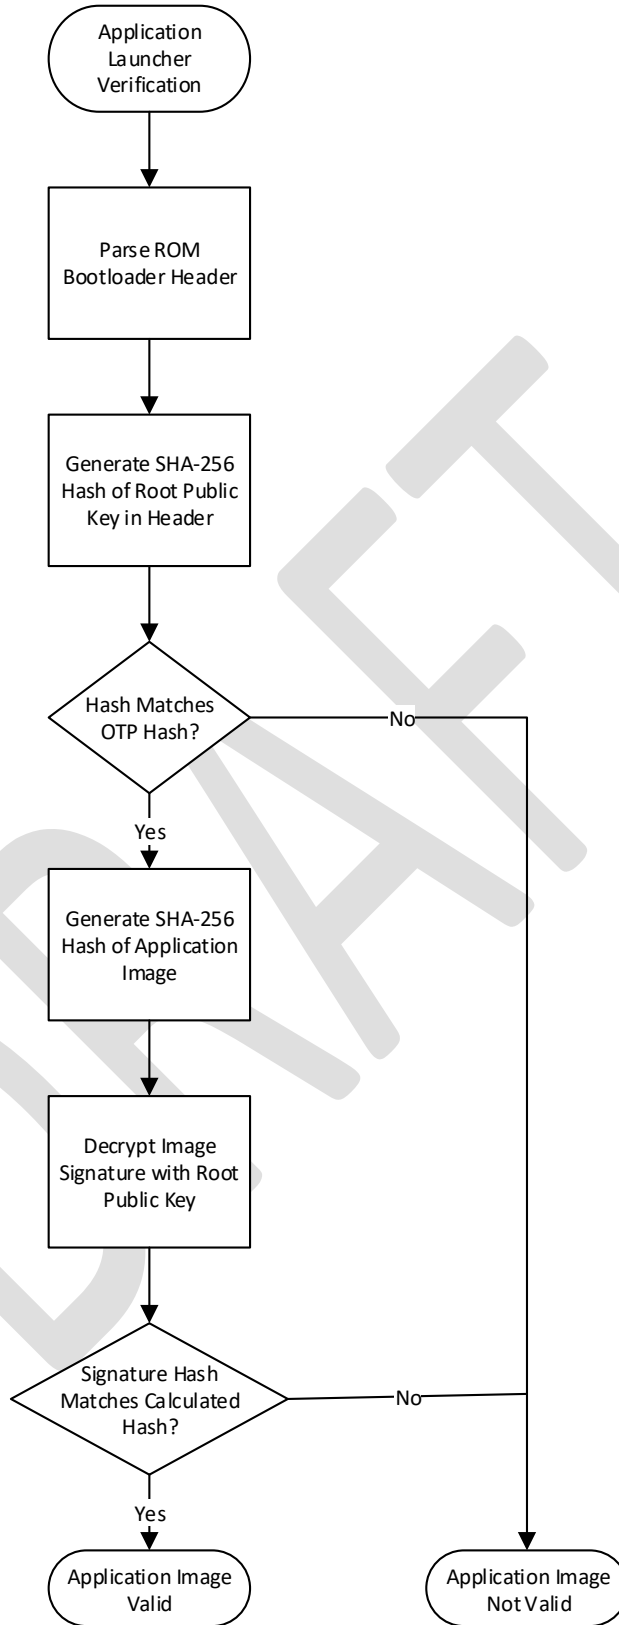 Application
Launcher
Verification
Parse ROM
Bootloader Header
Generate SHA-256
Hash of Root Public
Key in Header
Hash Matches
OTP Hash?
No
Yes
Generate SHA-256
Hash of Application
Image
Decrypt Image
Signature with Root
Public Key
Signature Hash
Matches Calculated
Hash?
No
Yes
Application Image
Valid
Application Image
Not Valid
DRAFT